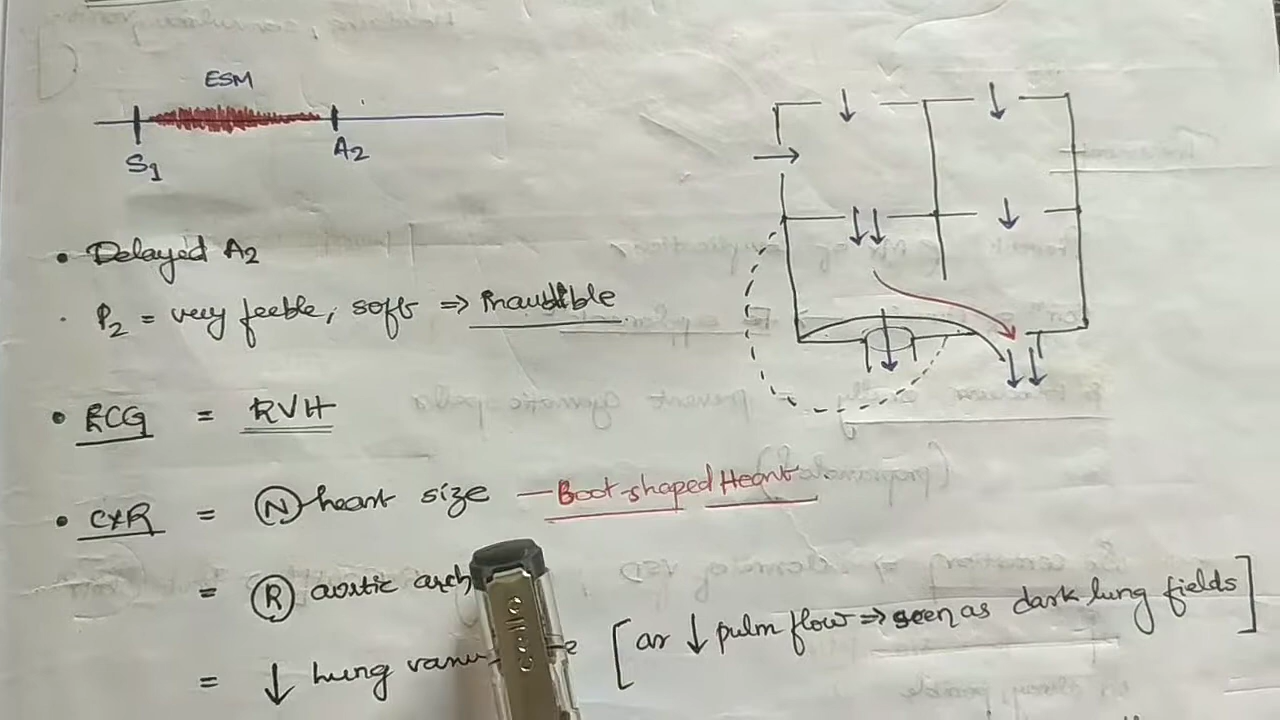 ESM
S1 A2
• Delayed A2
· P2 = very feeble, soft ⇒ Inaudible
• ECG = RVH
• CXR = Ⓝ heart size — Boot-shaped Heart
= Ⓡ aortic arch
= ↓ lung [as ↓ pulm flow ⇒ seen as dark lung fields]
cello